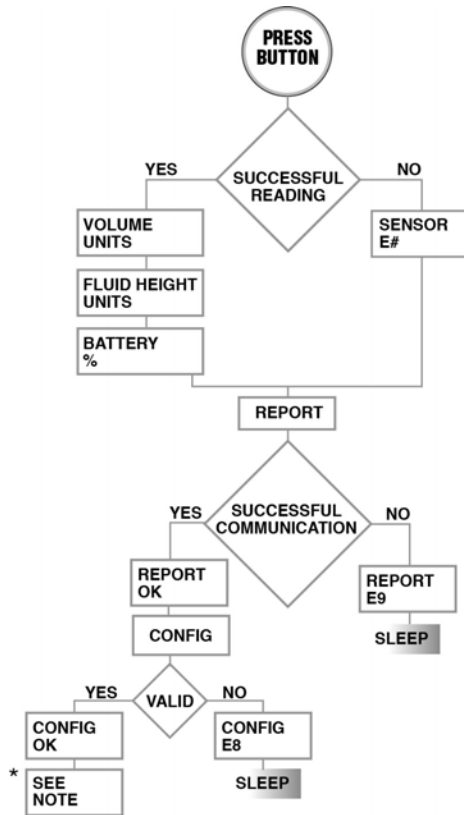 PRESS
BUTTON
YES
SUCCESSFUL
READING
NO
VOLUME
UNITS
SENSOR
E#
FLUID HEIGHT
UNITS
BATTERY
%
REPORT
YES
SUCCESSFUL
COMMUNICATION
NO
REPORT
OK
REPORT
E9
CONFIG
SLEEP
YES
VALID
NO
CONFIG
OK
CONFIG
E8
*
SEE
NOTE
SLEEP